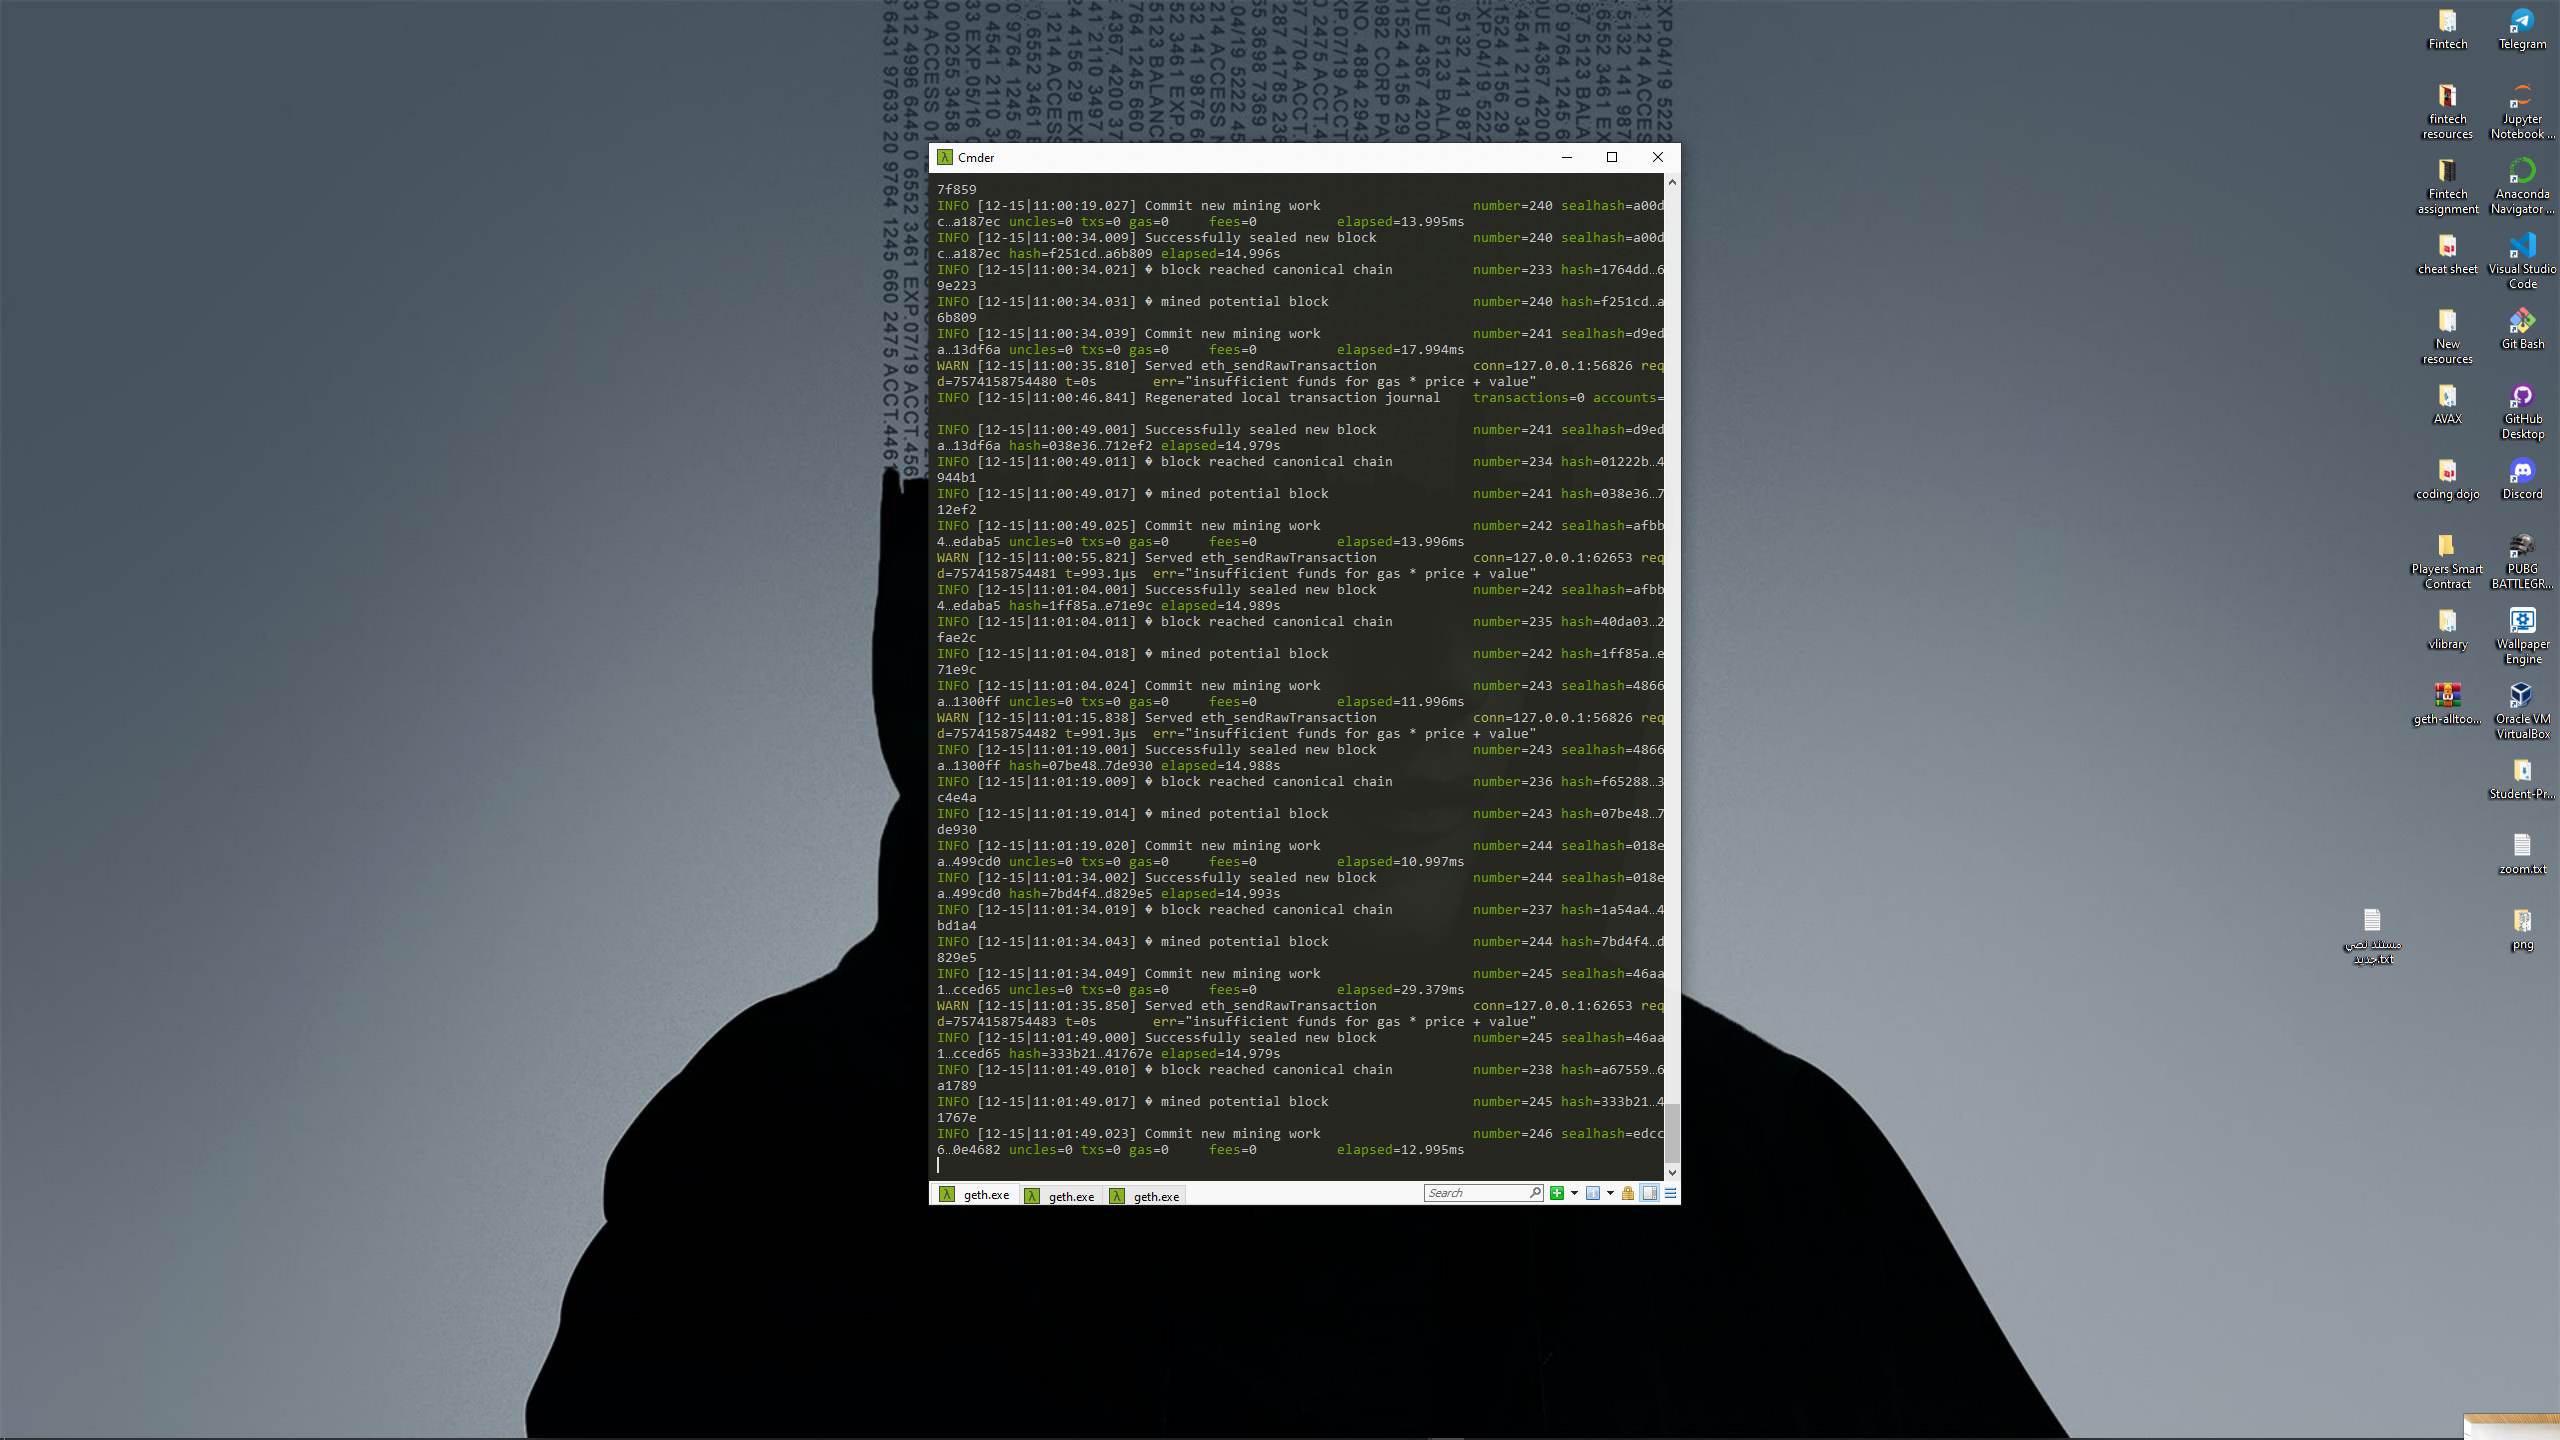 Cmder
7f859
INFO [12-15|11:00:19.027] Commit new mining work number=240 sealhash=a00d
c…a187ec uncles=0 txs=0 gas=0 fees=0 elapsed=13.995ms
INFO [12-15|11:00:34.009] Successfully sealed new block number=240 sealhash=a00d
c…a187ec hash=f251cd…a6b809 elapsed=14.996s
INFO [12-15|11:00:34.021] � block reached canonical chain number=233 hash=1764dd…6
9e223
INFO [12-15|11:00:34.031] � mined potential block number=240 hash=f251cd…a
6b809
INFO [12-15|11:00:34.039] Commit new mining work number=241 sealhash=d9ed
a…13df6a uncles=0 txs=0 gas=0 fees=0 elapsed=17.994ms
WARN [12-15|11:00:35.810] Served eth_sendRawTransaction conn=127.0.0.1:56826 req
d=7574158754480 t=0s err="insufficient funds for gas * price + value"
INFO [12-15|11:00:46.841] Regenerated local transaction journal transactions=0 accounts=
INFO [12-15|11:00:49.001] Successfully sealed new block number=241 sealhash=d9ed
a…13df6a hash=038e36…712ef2 elapsed=14.979s
INFO [12-15|11:00:49.011] � block reached canonical chain number=234 hash=01222b…4
944b1
INFO [12-15|11:00:49.017] � mined potential block number=241 hash=038e36…7
12ef2
INFO [12-15|11:00:49.025] Commit new mining work number=242 sealhash=afbb
4…edaba5 uncles=0 txs=0 gas=0 fees=0 elapsed=13.996ms
WARN [12-15|11:00:55.821] Served eth_sendRawTransaction conn=127.0.0.1:62653 req
d=7574158754481 t=993.1µs err="insufficient funds for gas * price + value"
INFO [12-15|11:01:04.001] Successfully sealed new block number=242 sealhash=afbb
4…edaba5 hash=1ff85a…e71e9c elapsed=14.989s
INFO [12-15|11:01:04.011] � block reached canonical chain number=235 hash=40da03…2
fae2c
INFO [12-15|11:01:04.018] � mined potential block number=242 hash=1ff85a…e
71e9c
INFO [12-15|11:01:04.024] Commit new mining work number=243 sealhash=4866
a…1300ff uncles=0 txs=0 gas=0 fees=0 elapsed=11.996ms
WARN [12-15|11:01:15.838] Served eth_sendRawTransaction conn=127.0.0.1:56826 req
d=7574158754482 t=991.3µs err="insufficient funds for gas * price + value"
INFO [12-15|11:01:19.001] Successfully sealed new block number=243 sealhash=4866
a…1300ff hash=07be48…7de930 elapsed=14.988s
INFO [12-15|11:01:19.009] � block reached canonical chain number=236 hash=f65288…3
c4e4a
INFO [12-15|11:01:19.014] � mined potential block number=243 hash=07be48…7
de930
INFO [12-15|11:01:19.020] Commit new mining work number=244 sealhash=018e
a…499cd0 uncles=0 txs=0 gas=0 fees=0 elapsed=10.997ms
INFO [12-15|11:01:34.002] Successfully sealed new block number=244 sealhash=018e
a…499cd0 hash=7bd4f4…d829e5 elapsed=14.993s
INFO [12-15|11:01:34.019] � block reached canonical chain number=237 hash=1a54a4…4
bd1a4
INFO [12-15|11:01:34.043] � mined potential block number=244 hash=7bd4f4…d
829e5
INFO [12-15|11:01:34.049] Commit new mining work number=245 sealhash=46aa
1…cced65 uncles=0 txs=0 gas=0 fees=0 elapsed=29.379ms
WARN [12-15|11:01:35.850] Served eth_sendRawTransaction conn=127.0.0.1:62653 req
d=7574158754483 t=0s err="insufficient funds for gas * price + value"
INFO [12-15|11:01:49.000] Successfully sealed new block number=245 sealhash=46aa
1…cced65 hash=333b21…41767e elapsed=14.979s
INFO [12-15|11:01:49.010] � block reached canonical chain number=238 hash=a67559…6
a1789
INFO [12-15|11:01:49.017] � mined potential block number=245 hash=333b21…4
1767e
INFO [12-15|11:01:49.023] Commit new mining work number=246 sealhash=edcc
6…0e4682 uncles=0 txs=0 gas=0 fees=0 elapsed=12.995ms
geth.exe geth.exe geth.exe Search
Fintech
Telegram
fintech
resources
Jupyter
Notebook ...
Fintech
assignment
Anaconda
Navigator ...
cheat sheet
Visual Studio
Code
New
resources
Git Bash
AVAX
GitHub
Desktop
coding dojo
Discord
Players Smart
Contract
PUBG
BATTLEGR...
vlibrary
Wallpaper
Engine
geth-alltoo...
Oracle VM
VirtualBox
Student-Pr...
zoom.txt
مستند نصي
جديد.txt
png